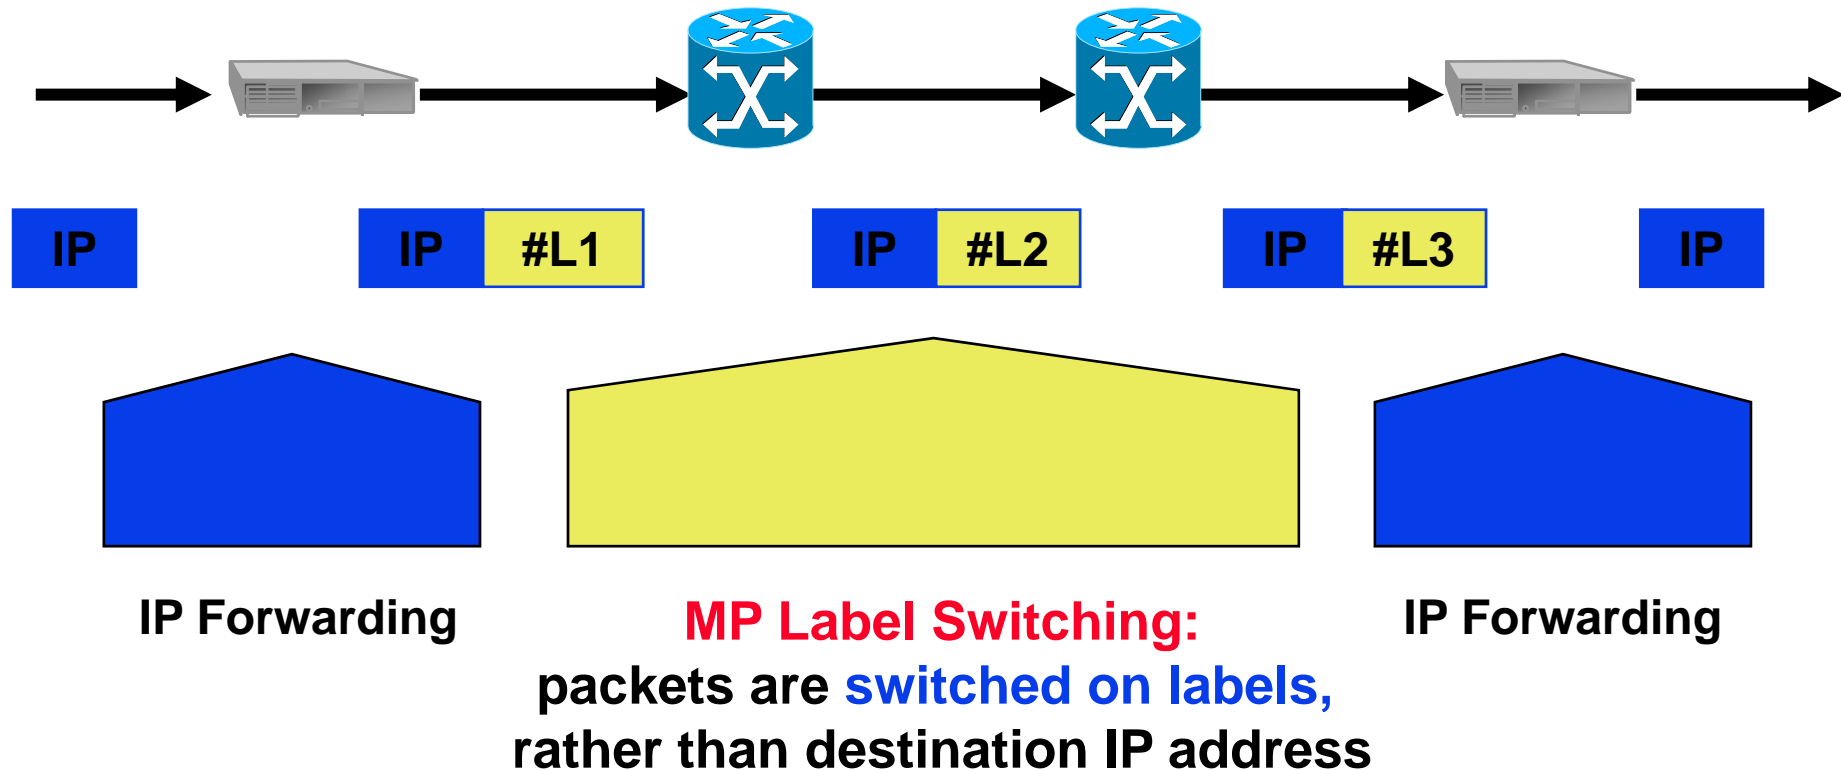 IP
IP #L1
IP #L2
IP #L3
IP
IP Forwarding
MP Label Switching:
packets are switched on labels,
rather than destination IP address
IP Forwarding